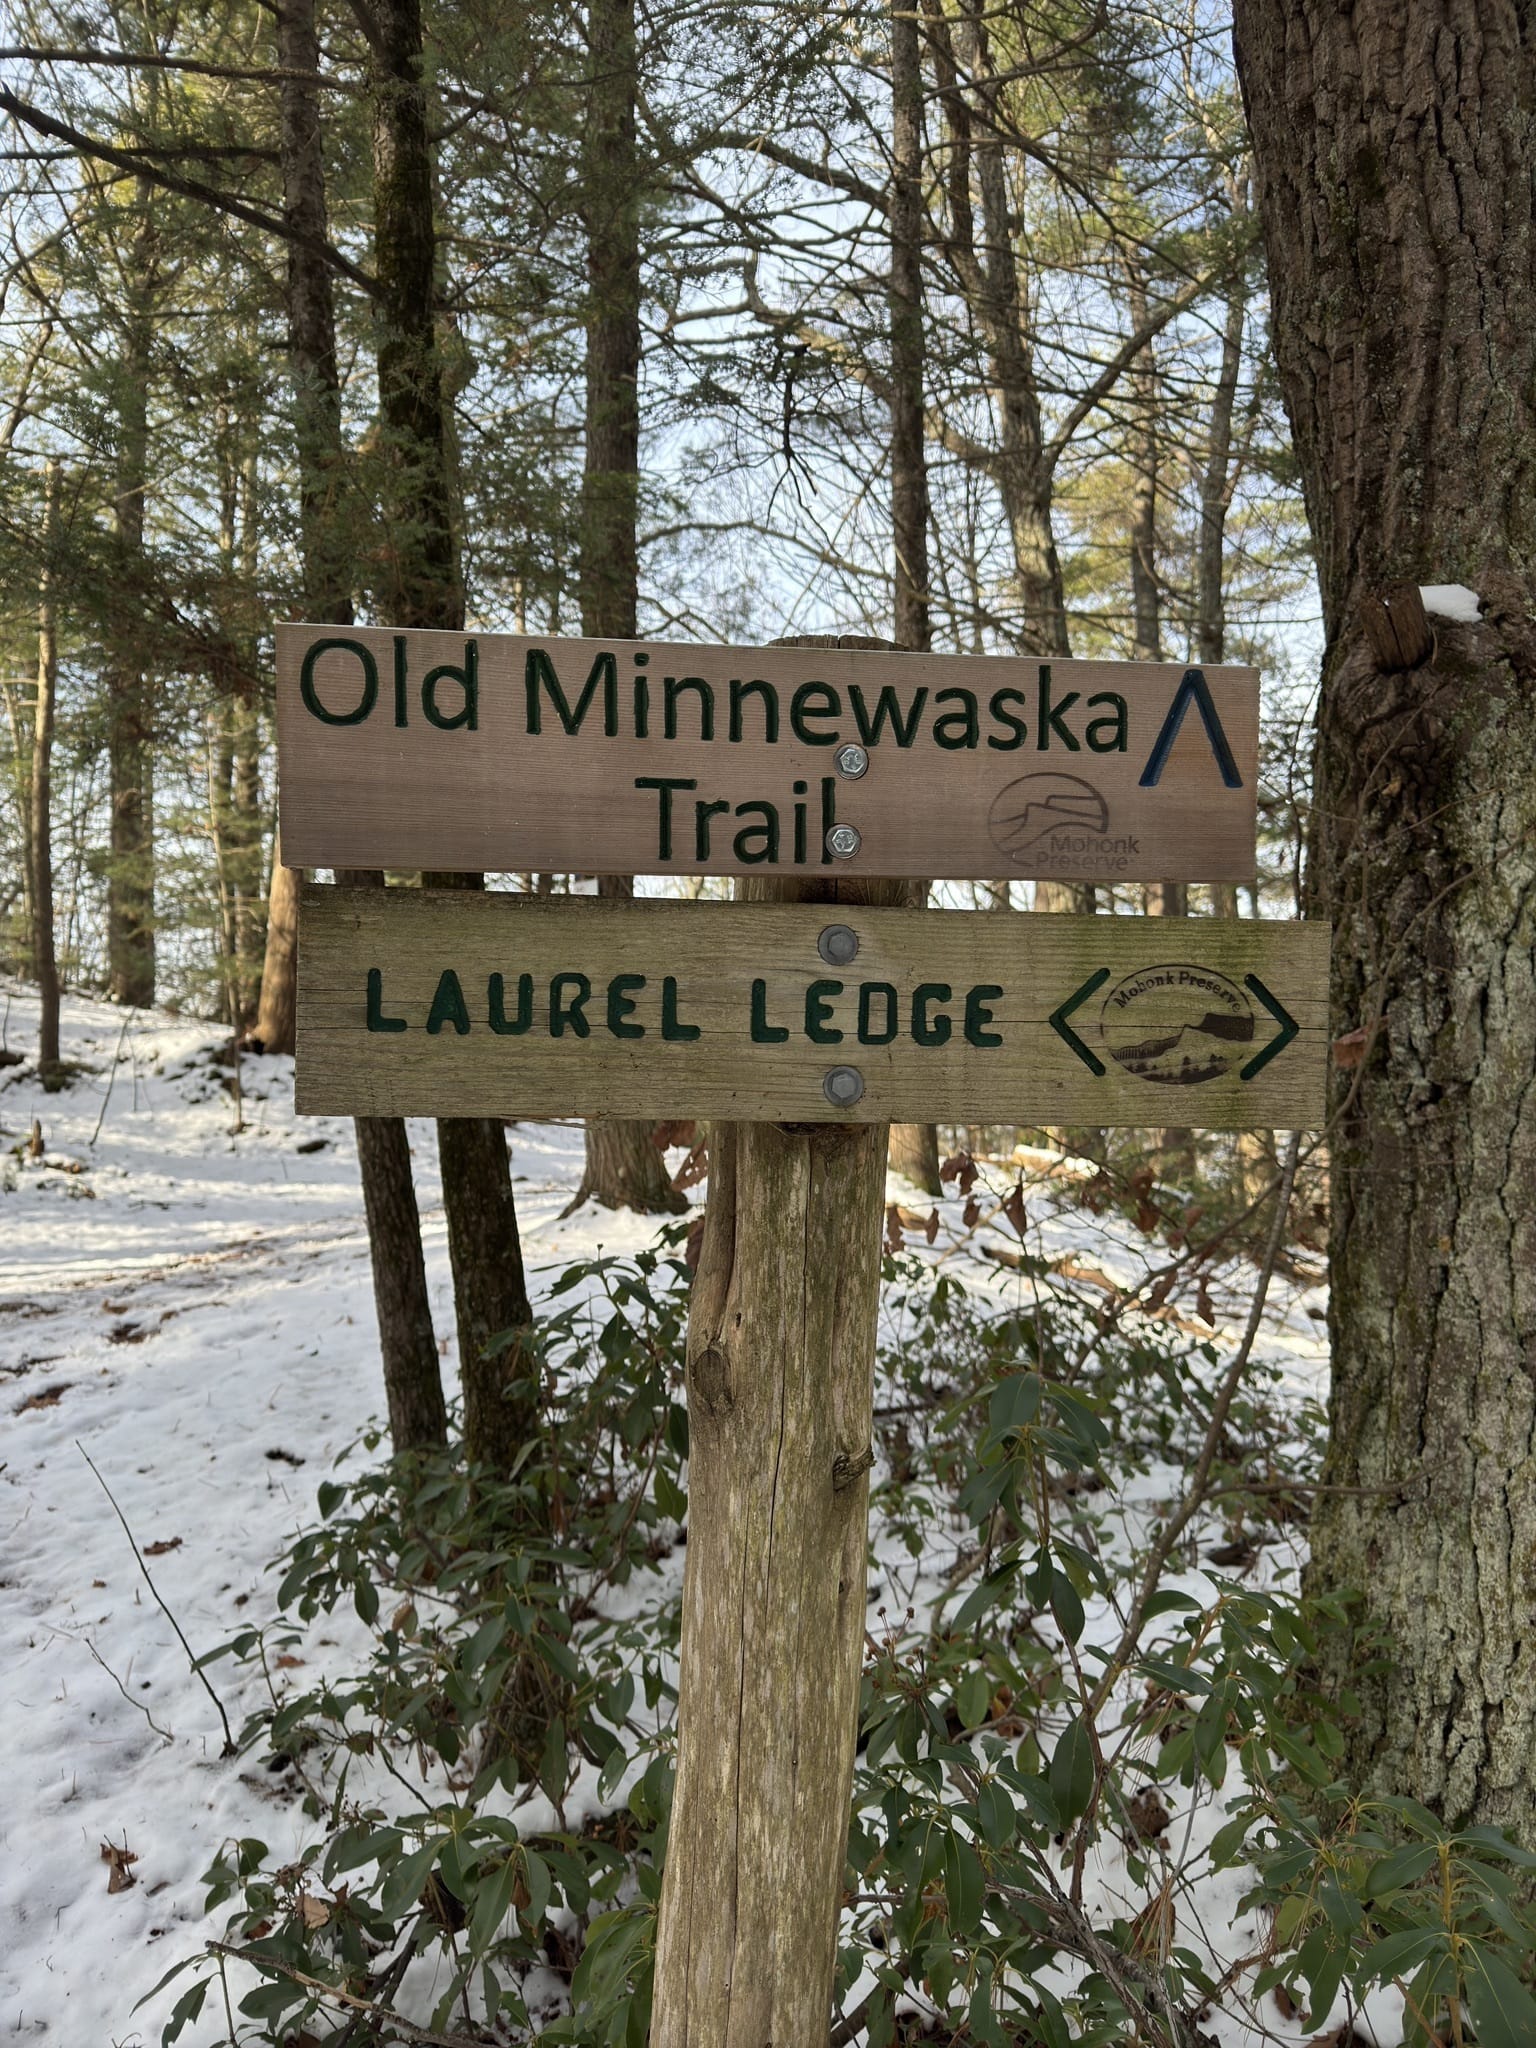 Old Minnewaska
Trail
Mohonk
Preserve
LAUREL LEDGE
Mohonk Preserve